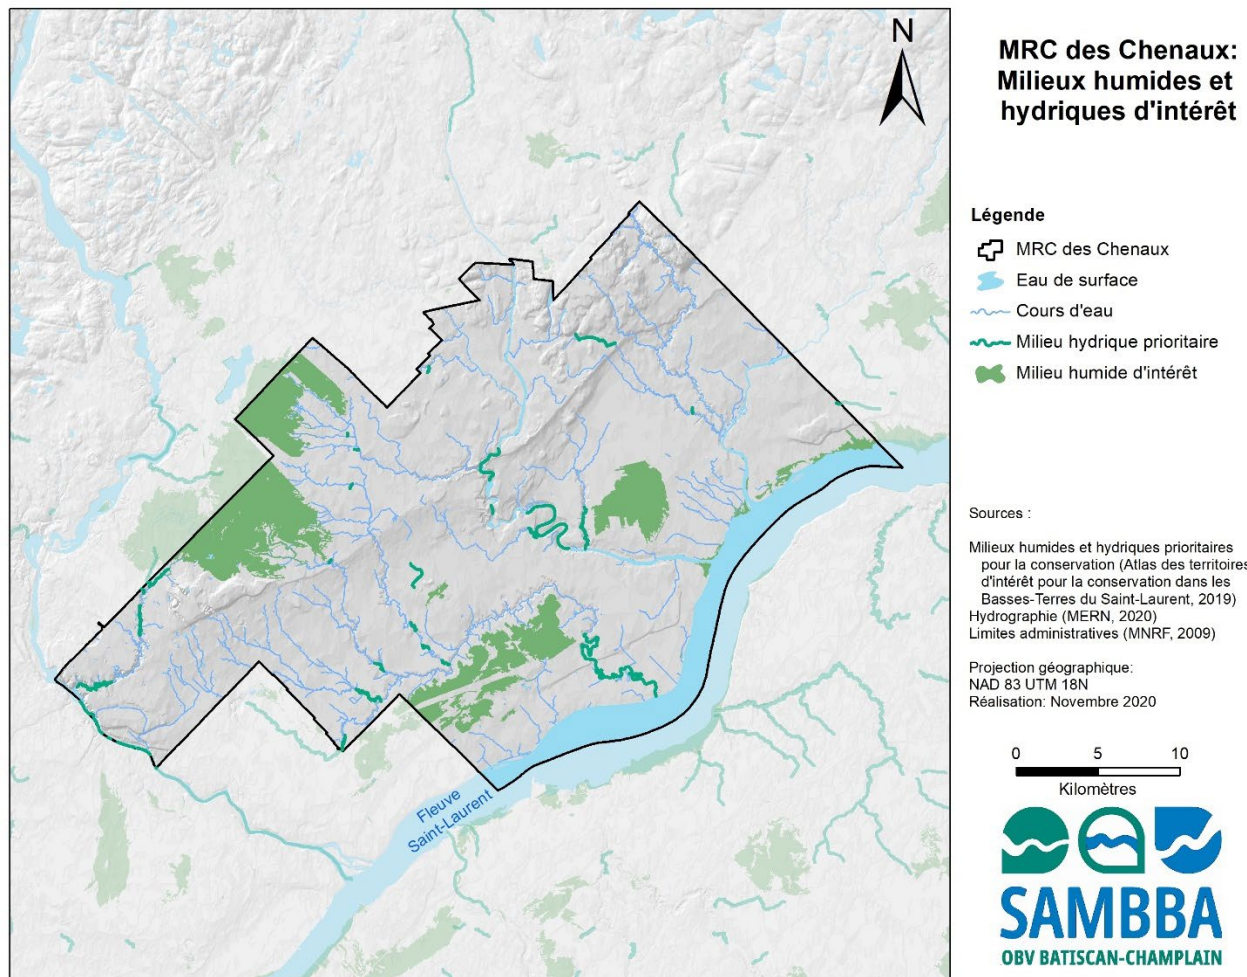 N
MRC des Chenaux:
Milieux humides et
hydriques d'intérêt
Légende
MRC des Chenaux
Eau de surface
Cours d'eau
Milieu hydrique prioritaire
Milieu humide d'intérêt
Sources :
Milieux humides et hydriques prioritaires
pour la conservation (Atlas des territoires
d'intérêt pour la conservation dans les
Basses-Terres du Saint-Laurent, 2019)
Hydrographie (MERN, 2020)
Limites administratives (MNRF, 2009)
Projection géographique:
NAD 83 UTM 18N
Réalisation: Novembre 2020
0 5 10
Kilomètres
Fleuve
Saint-Laurent
SAMBBA
OBV BATISCAN-CHAMPLAIN